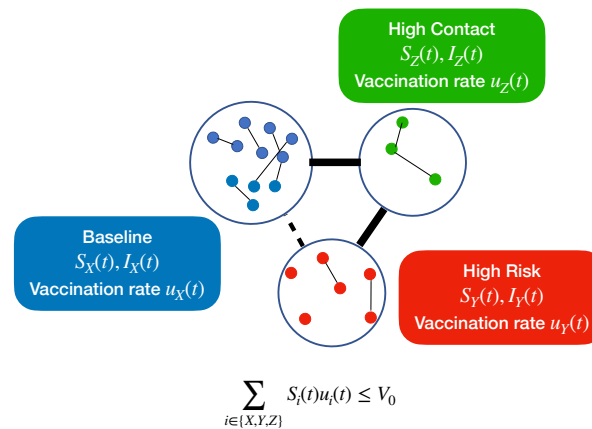 High Contact
S_Z(t), I_Z(t)
Vaccination rate u_Z(t)
Baseline
S_X(t), I_X(t)
Vaccination rate u_X(t)
High Risk
S_Y(t), I_Y(t)
Vaccination rate u_Y(t)
∑_{i∈{X,Y,Z}} S_i(t)u_i(t) ≤ V_0